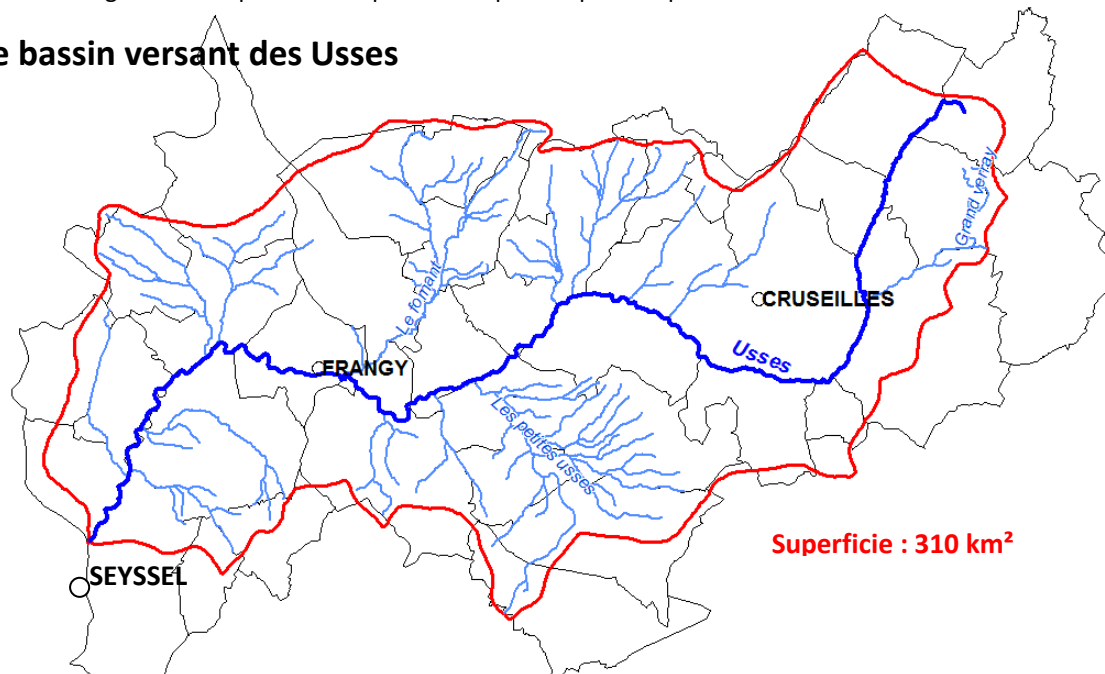 e bassin versant des Usses
Grand verray
Le fornant
CRUSEILLES
Usses
FRANGY
Les petites usses
Superficie : 310 km²
SEYSSEL